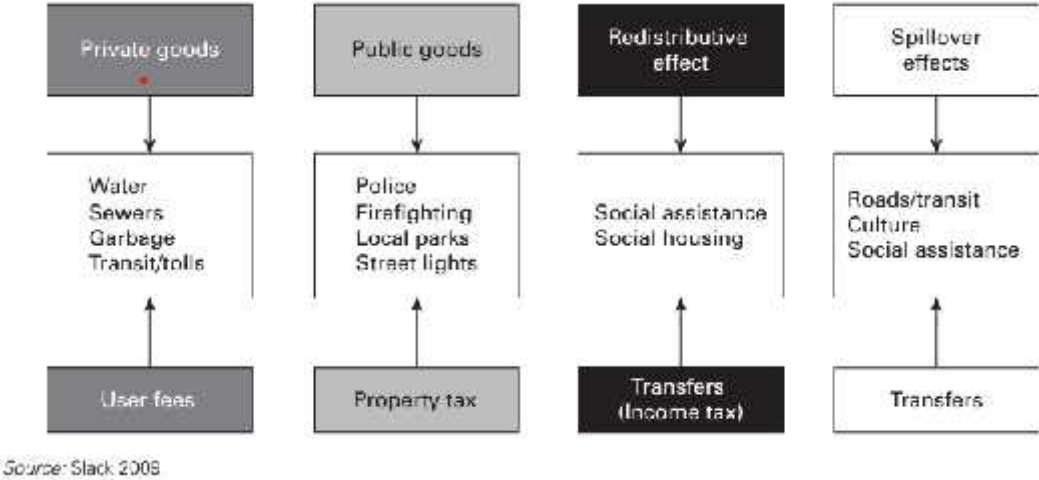 Private goods
Public goods
Redistributive
effect
Spillover
effects
Water
Sewers
Garbage
Transit/tolls
Police
Firefighting
Local parks
Street lights
Social assistance
Social housing
Roads/transit
Culture
Social assistance
User fees
Property tax
Transfers
(Income tax)
Transfers
Source: Slack 2009